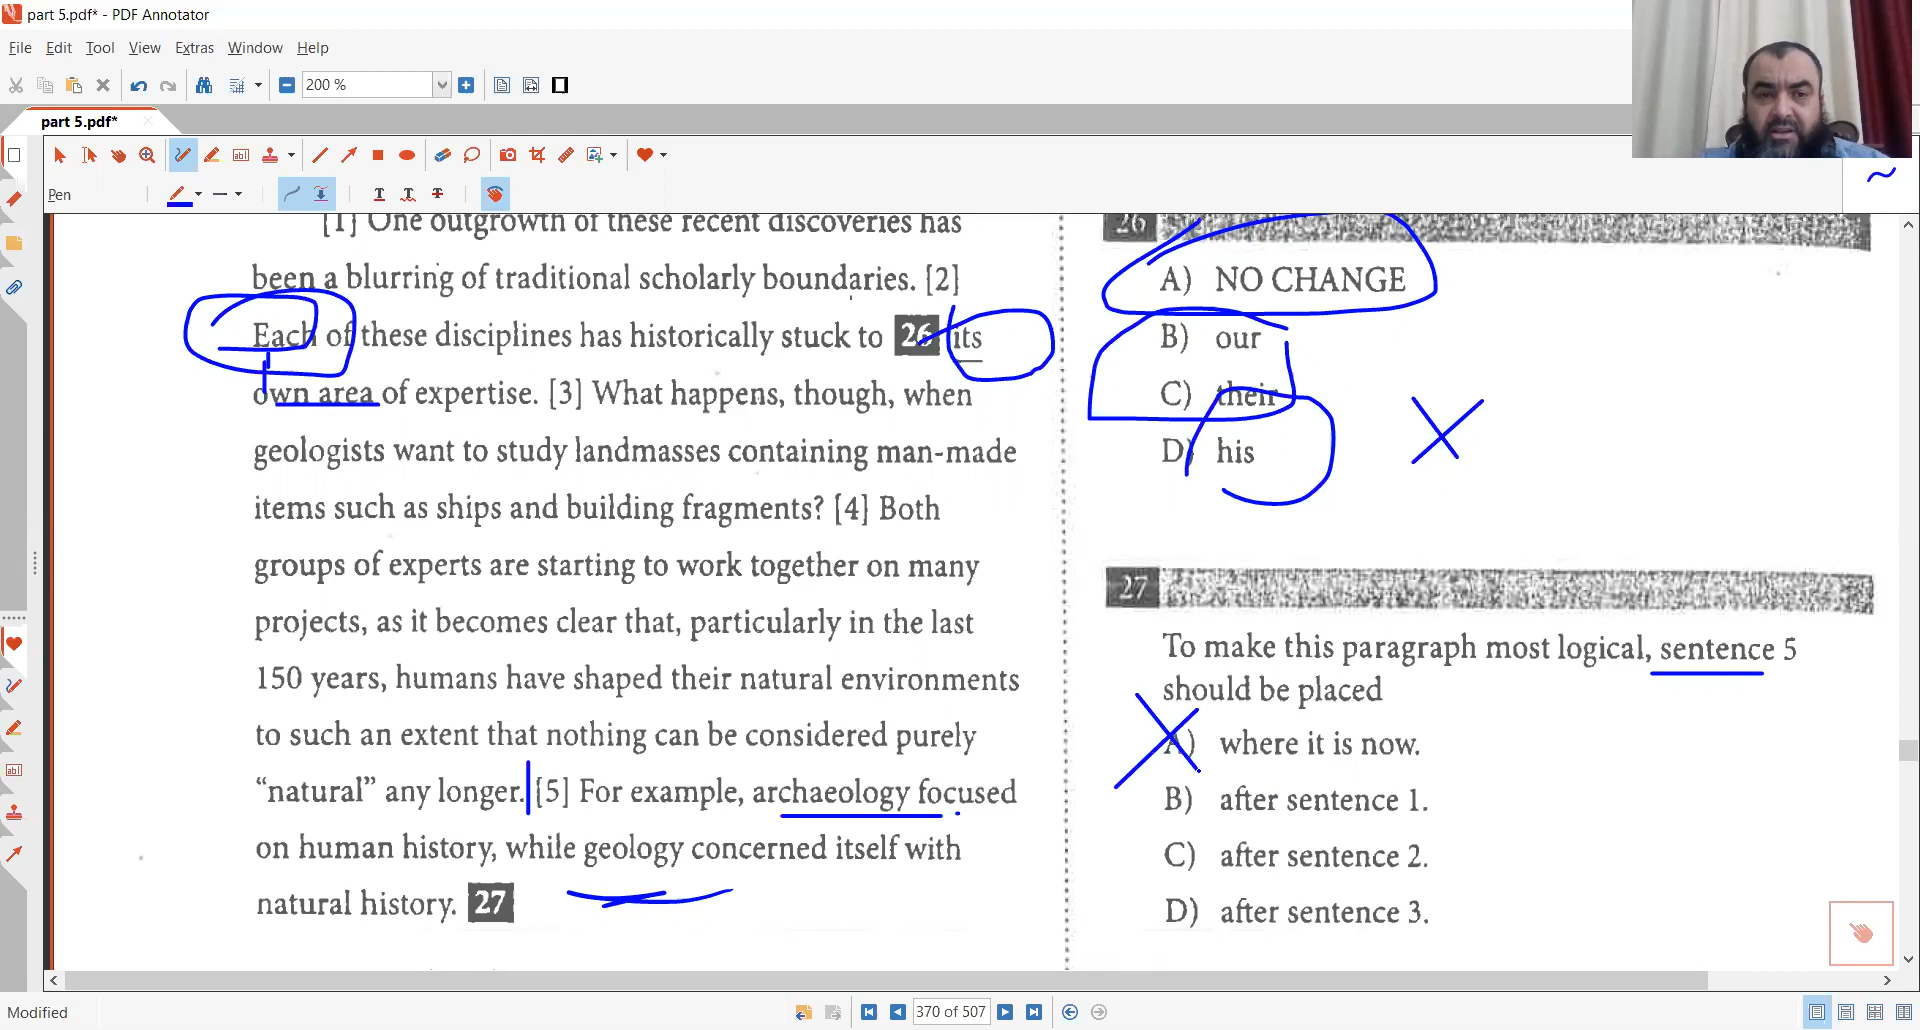 part 5.pdf* - PDF Annotator
File Edit Tool View Extras Window Help
200 %
part 5.pdf*
Pen
[1] One outgrowth of these recent discoveries has
been a blurring of traditional scholarly boundaries. [2]
Each of these disciplines has historically stuck to 26 its
own area of expertise. [3] What happens, though, when
geologists want to study landmasses containing man-made
items such as ships and building fragments? [4] Both
groups of experts are starting to work together on many
projects, as it becomes clear that, particularly in the last
150 years, humans have shaped their natural environments
to such an extent that nothing can be considered purely
“natural” any longer. [5] For example, archaeology focused
on human history, while geology concerned itself with
natural history. 27
26
A) NO CHANGE
B) our
C) their
D) his
27
To make this paragraph most logical, sentence 5
should be placed
A) where it is now.
B) after sentence 1.
C) after sentence 2.
D) after sentence 3.
Modified
370 of 507